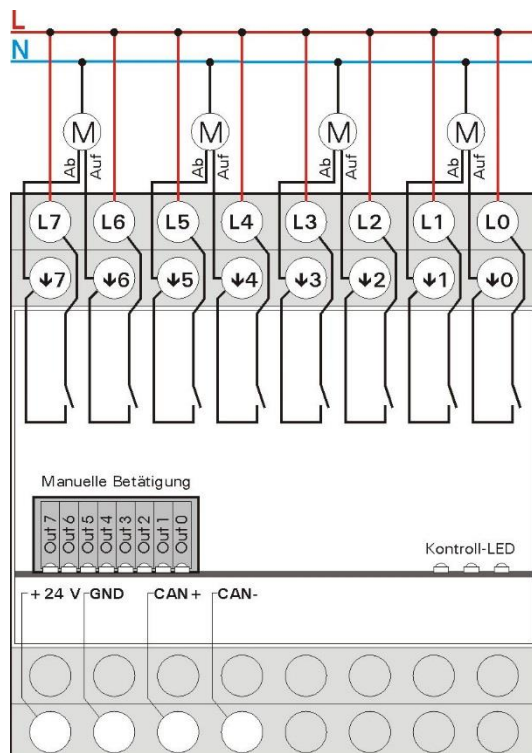 L
N
M M M M
Ab Auf Ab Auf Ab Auf Ab Auf
L7 L6 L5 L4 L3 L2 L1 L0
↓7 ↓6 ↓5 ↓4 ↓3 ↓2 ↓1 ↓0
Manuelle Betätigung
Out 7 Out 6 Out 5 Out 4 Out 3 Out 2 Out 1 Out 0
Kontroll-LED
+ 24 V GND CAN+ CAN-